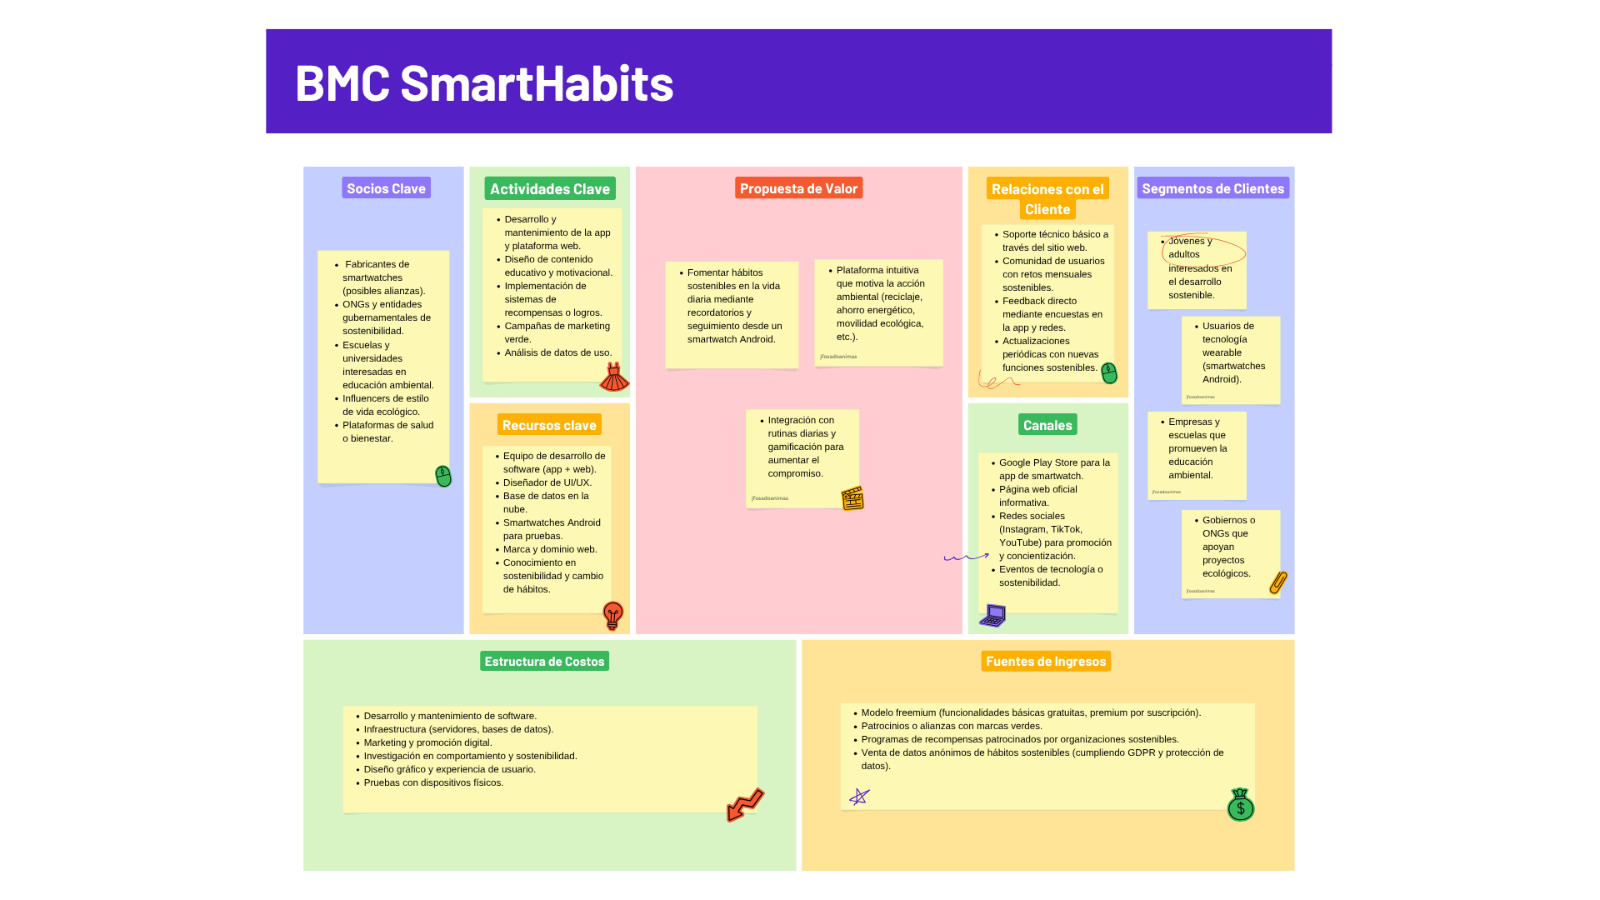 BMC SmartHabits
Socios Clave
• Fabricantes de
smartwatches
(posibles alianzas).
• ONGs y entidades
gubernamentales de
sostenibilidad.
• Escuelas y
universidades
interesadas en
educación ambiental.
• Influencers de estilo
de vida ecológico.
• Plataformas de salud
o bienestar.
Actividades Clave
• Desarrollo y
mantenimiento de la app
y plataforma web.
• Diseño de contenido
educativo y motivacional.
• Implementación de
sistemas de
recompensas o logros.
• Campañas de marketing
verde.
• Análisis de datos de uso.
Recursos clave
• Equipo de desarrollo de
software (app + web).
• Diseñador de UI/UX.
• Base de datos en la
nube.
• Smartwatches Android
para pruebas.
• Marca y dominio web.
• Conocimiento en
sostenibilidad y cambio
de hábitos.
Propuesta de Valor
• Fomentar hábitos
sostenibles en la vida
diaria mediante
recordatorios y
seguimiento desde un
smartwatch Android.
• Plataforma intuitiva
que motiva la acción
ambiental (reciclaje,
ahorro energético,
movilidad ecológica,
etc.).
• Integración con
rutinas diarias y
gamificación para
aumentar el
compromiso.
Relaciones con el
Cliente
• Soporte técnico básico a
través del sitio web.
• Comunidad de usuarios
con retos mensuales
sostenibles.
• Feedback directo
mediante encuestas en
la app y redes.
• Actualizaciones
periódicas con nuevas
funciones sostenibles.
Canales
• Google Play Store para la
app de smartwatch.
• Página web oficial
informativa.
• Redes sociales
(Instagram, TikTok,
YouTube) para promoción
y concientización.
• Eventos de tecnología o
sostenibilidad.
Segmentos de Clientes
• Jóvenes y
adultos
interesados en
el desarrollo
sostenible.
• Usuarios de
tecnología
wearable
(smartwatches
Android).
• Empresas y
escuelas que
promueven la
educación
ambiental.
• Gobiernos o
ONGs que
apoyan
proyectos
ecológicos.
Estructura de Costos
• Desarrollo y mantenimiento de software.
• Infraestructura (servidores, bases de datos).
• Marketing y promoción digital.
• Investigación en comportamiento y sostenibilidad.
• Diseño gráfico y experiencia de usuario.
• Pruebas con dispositivos físicos.
Fuentes de Ingresos
• Modelo freemium (funcionalidades básicas gratuitas, premium por suscripción).
• Patrocinios o alianzas con marcas verdes.
• Programas de recompensas patrocinados por organizaciones sostenibles.
• Venta de datos anónimos de hábitos sostenibles (cumpliendo GDPR y protección de
datos).
$